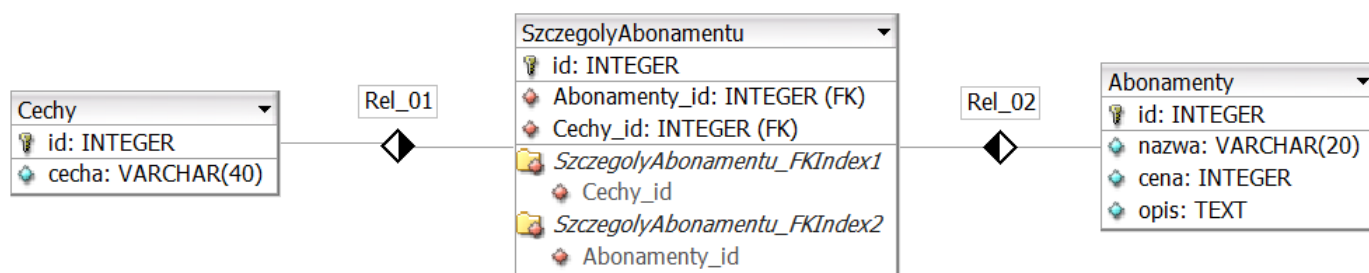 Cechy
id: INTEGER
cecha: VARCHAR(40)
Rel_01
SzczegolyAbonamentu
id: INTEGER
Abonamenty_id: INTEGER (FK)
Cechy_id: INTEGER (FK)
SzczegolyAbonamentu_FKIndex1
Cechy_id
SzczegolyAbonamentu_FKIndex2
Abonamenty_id
Rel_02
Abonamenty
id: INTEGER
nazwa: VARCHAR(20)
cena: INTEGER
opis: TEXT